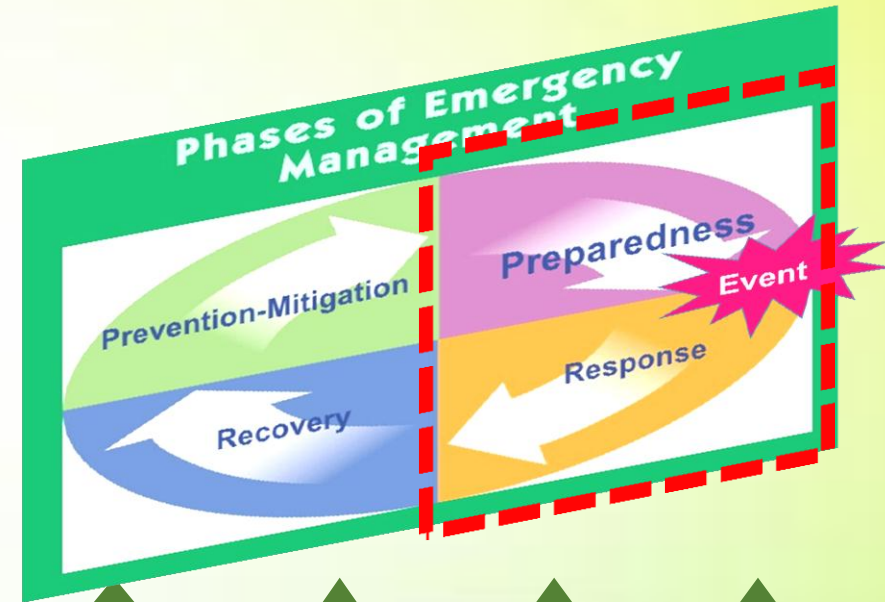 Phases of Emergency
Management
Preparedness
Event
Prevention-Mitigation
Response
Recovery